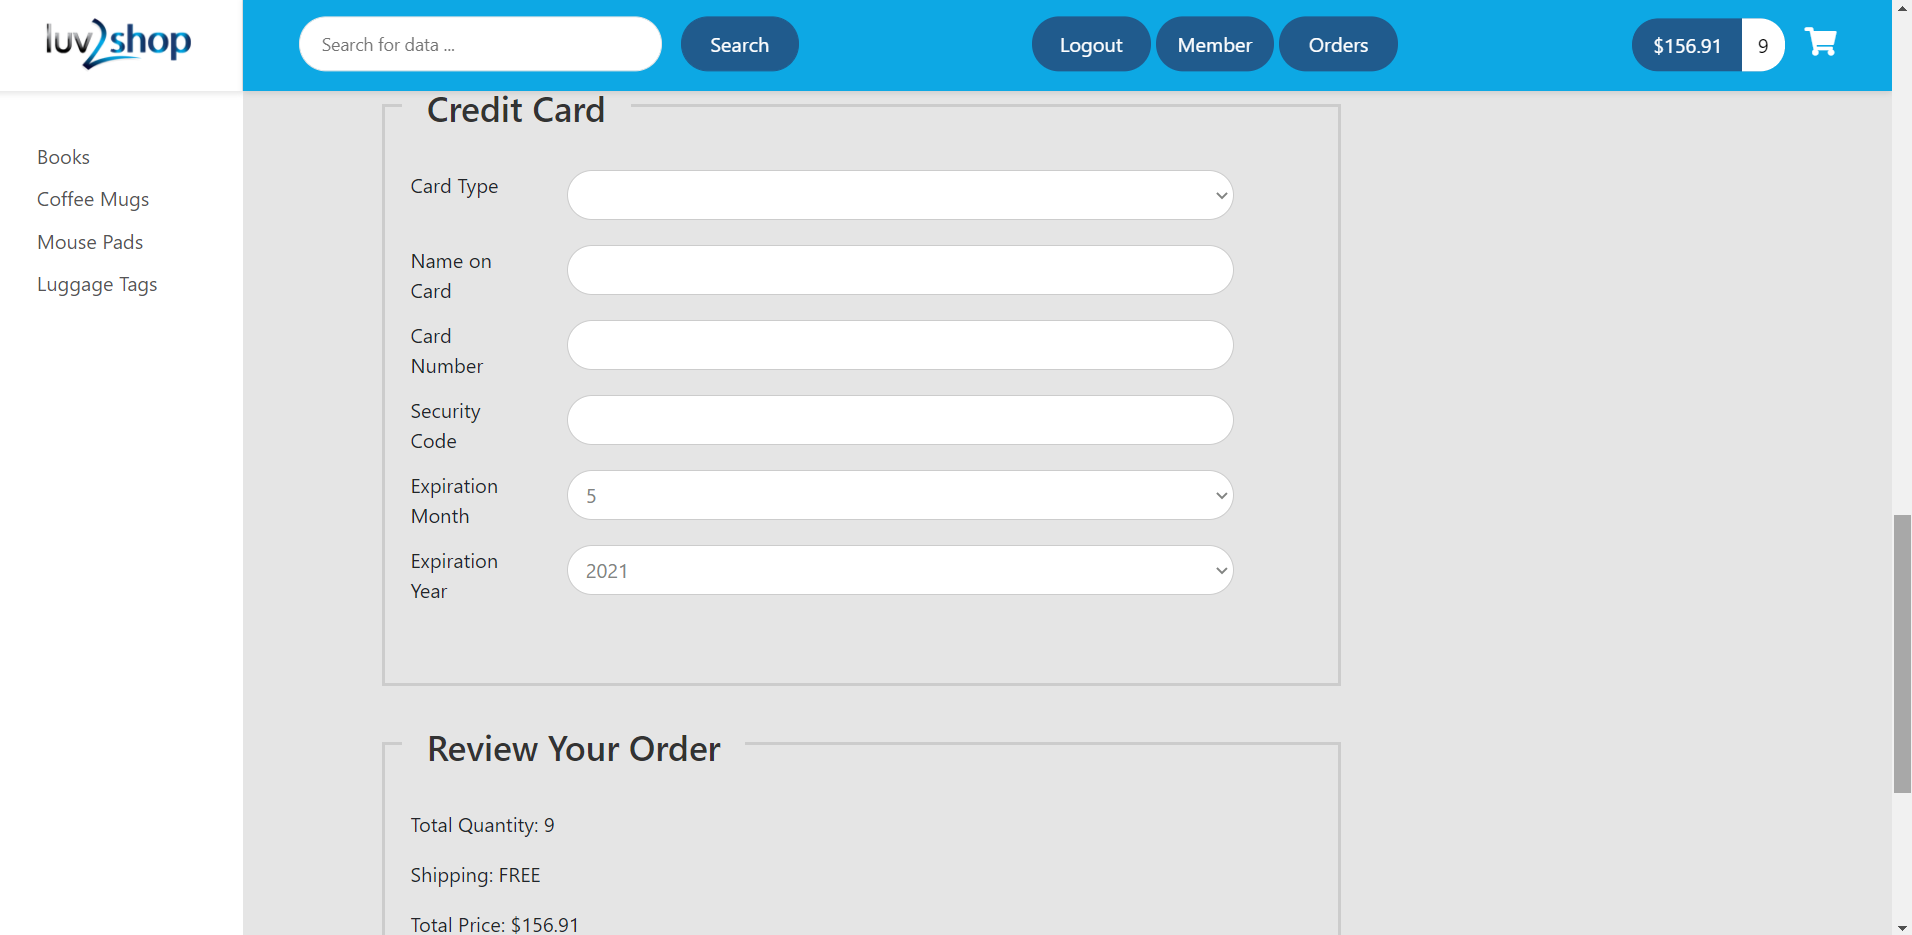 luv2shop
Search for data ...
Search
Logout
Member
Orders
$156.91
9
Books
Coffee Mugs
Mouse Pads
Luggage Tags
Credit Card
Card Type
Name on
Card
Card
Number
Security
Code
Expiration
Month
5
Expiration
Year
2021
Review Your Order
Total Quantity: 9
Shipping: FREE
Total Price: $156.91